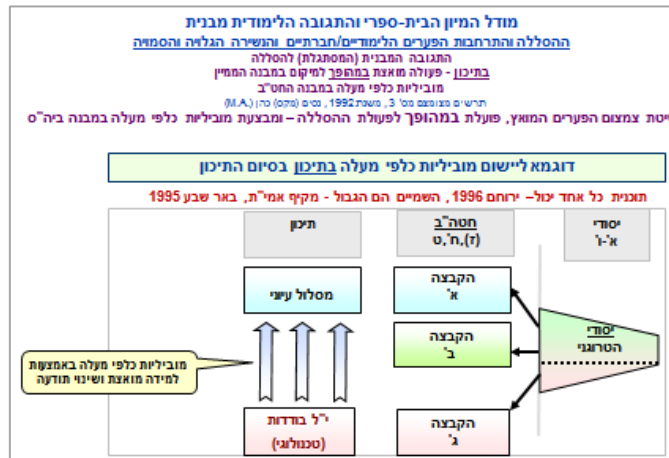 מודל המיון הבית-ספרי והתגובה הלימודית מבנית
ההסללה והתרחבות הפערים הלימודיים/חברתיים והנשירה הגלויה והסמויה
התגובה המבנית (המסתגלת) להסללה
בתיכון - פעולה מואצת במהופך למיקום במבנה הממיין
מוביליות כלפי מעלה במבנה החט"ב
תרשים מצומצם מס' 3, משנת 1992, נסים (מקס) כהן (M.A.)
יטת צמצום הפערים המואץ, פועלת במהופך לפעולת ההסללה – ומבצעת מוביליות כלפי מעלה במבנה ביה"ס
דוגמא ליישום מוביליות כלפי מעלה בתיכון בסיום התיכון
תוכנית כל אחד יכול– ירוחם 1996, השמיים הם הגבול - מקיף אמי"ת, באר שבע 1995
יסודי
א'-ו'
חטה"ב
(ז),ח',ט
תיכון
הקבצה
א'
מסלול עיוני
יסודי
הטרוגני
הקבצה
ב'
מוביליות כלפי מעלה באמצעות
למידה מואצת ושינוי תודעה
הקבצה
ג'
י"ל בודדות
(טכנולוגי)